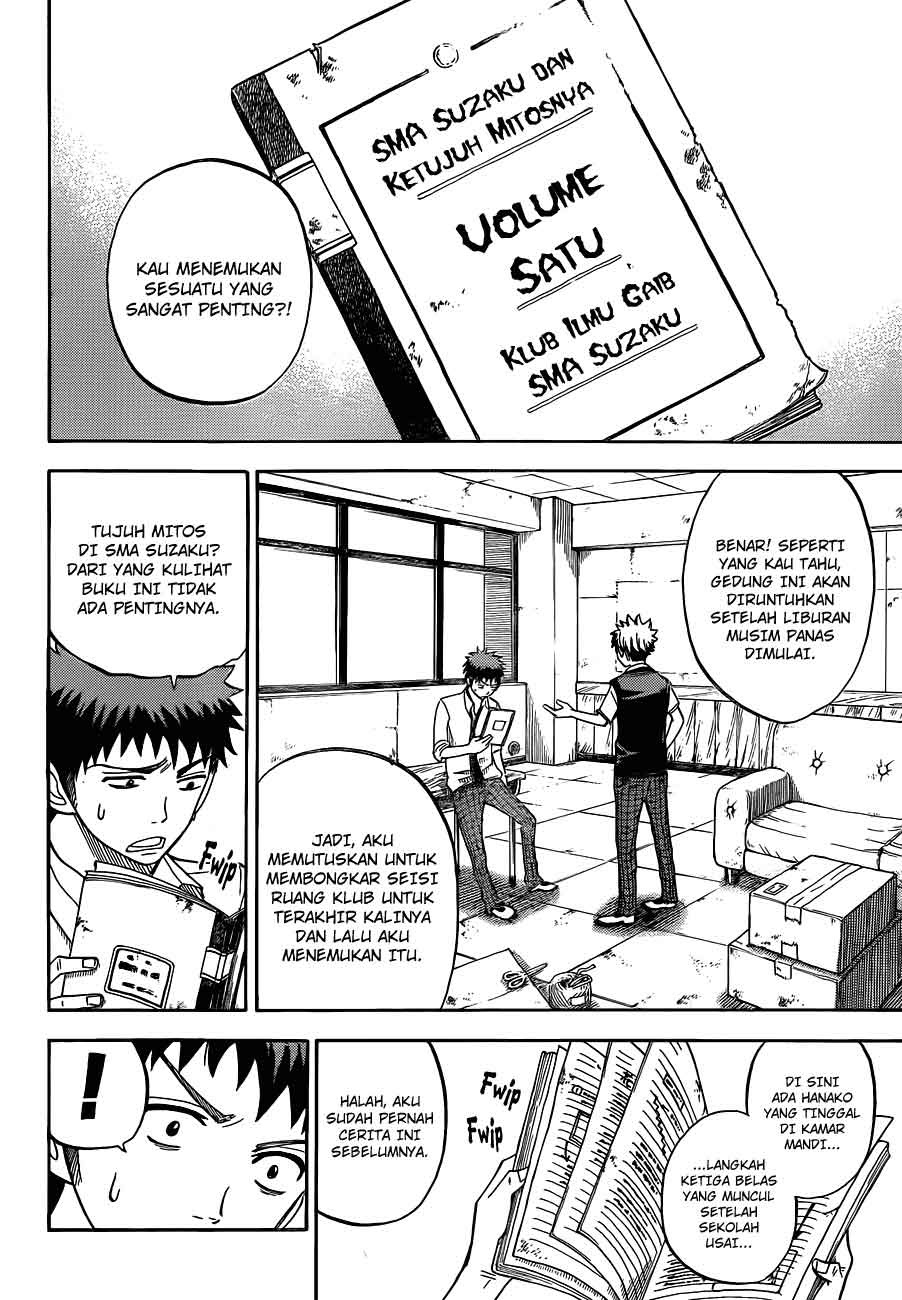 SMA SUZAKU DAN
KETUJUH MITOSNYA
VOLUME
SATU
KLUB ILMU GAIB
SMA SUZAKU
KAU MENEMUKAN
SESUATU YANG
SANGAT PENTING?!
BENAR! SEPERTI
YANG KAU TAHU,
GEDUNG INI AKAN
DIRUNTUHKAN
SETELAH LIBURAN
MUSIM PANAS
DIMULAI.
JADI, AKU
MEMUTUSKAN UNTUK
MEMBONGKAR SEISI
RUANG KLUB UNTUK
TERAKHIR KALINYA
DAN LALU AKU
MENEMUKAN ITU.
TUJUH MITOS
DI SMA SUZAKU?
DARI YANG KULIHAT
BUKU INI TIDAK
ADA PENTINGNYA.
FWIP
DI SINI
ADA HANAKO
YANG TINGGAL
DI KAMAR
MANDI...
...LANGKAH
KETIGA BELAS
YANG MUNCUL
SETELAH
SEKOLAH
USAI...
FWIP
FWIP
HALAH, AKU
SUDAH PERNAH
CERITA INI
SEBELUMNYA.
!